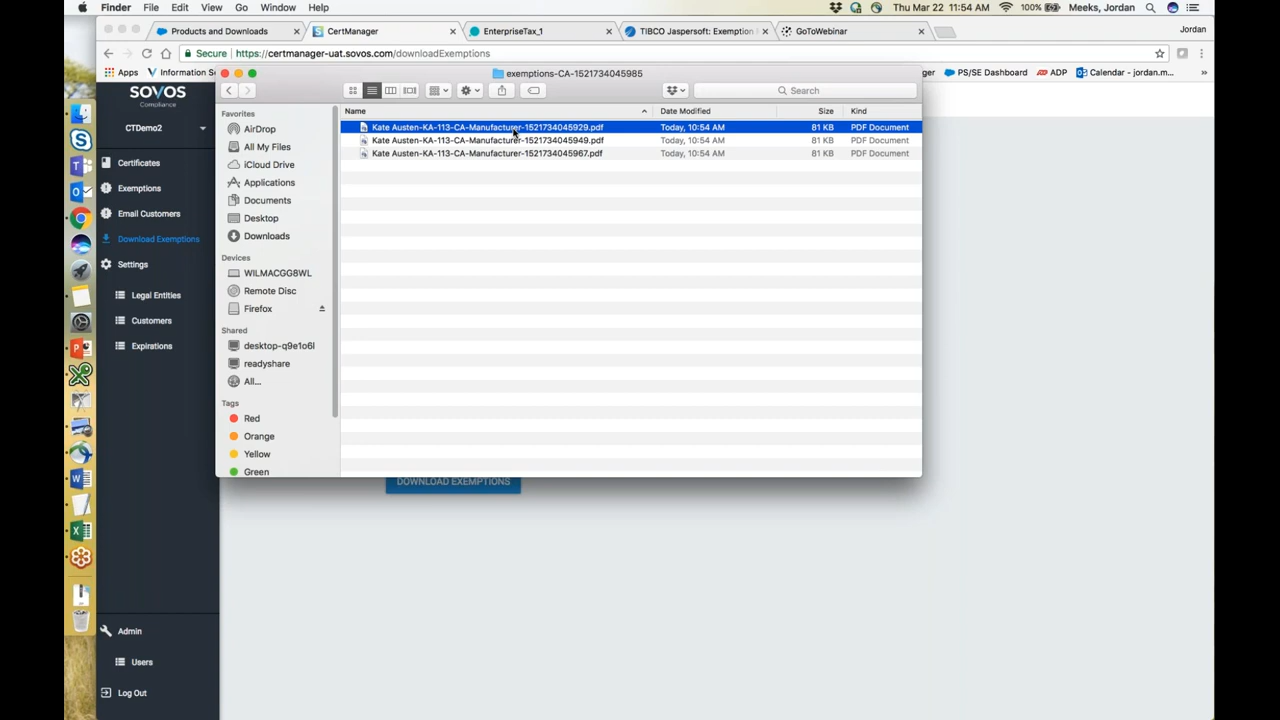 Finder File Edit View Go Window Help
Thu Mar 22 11:54 AM 100% Meeks, Jordan
Products and Downloads
CertManager
EnterpriseTax_1
TIBCO Jaspersoft: Exemption
GoToWebinar
Jordan
Secure https://certmanager-uat.sovos.com/downloadExemptions
Apps
Information S
ger
PS/SE Dashboard
ADP
Calendar - jordan.m...
»
exemptions-CA-1521734045985
Search
SOVOS
Compliance
CTDemo2
Certificates
Exemptions
Email Customers
Download Exemptions
Settings
Legal Entities
Customers
Expirations
Admin
Users
Log Out
Favorites
AirDrop
All My Files
iCloud Drive
Applications
Documents
Desktop
Downloads
Devices
WILMACGG8WL
Remote Disc
Firefox
Shared
desktop-q9e1o6l
readyshare
All...
Tags
Red
Orange
Yellow
Green
Name Date Modified Size Kind
Kate Austen-KA-113-CA-Manufacturer-1521734045929.pdf Today, 10:54 AM 81 KB PDF Document
Kate Austen-KA-113-CA-Manufacturer-1521734045949.pdf Today, 10:54 AM 81 KB PDF Document
Kate Austen-KA-113-CA-Manufacturer-1521734045967.pdf Today, 10:54 AM 81 KB PDF Document
DOWNLOAD EXEMPTIONS